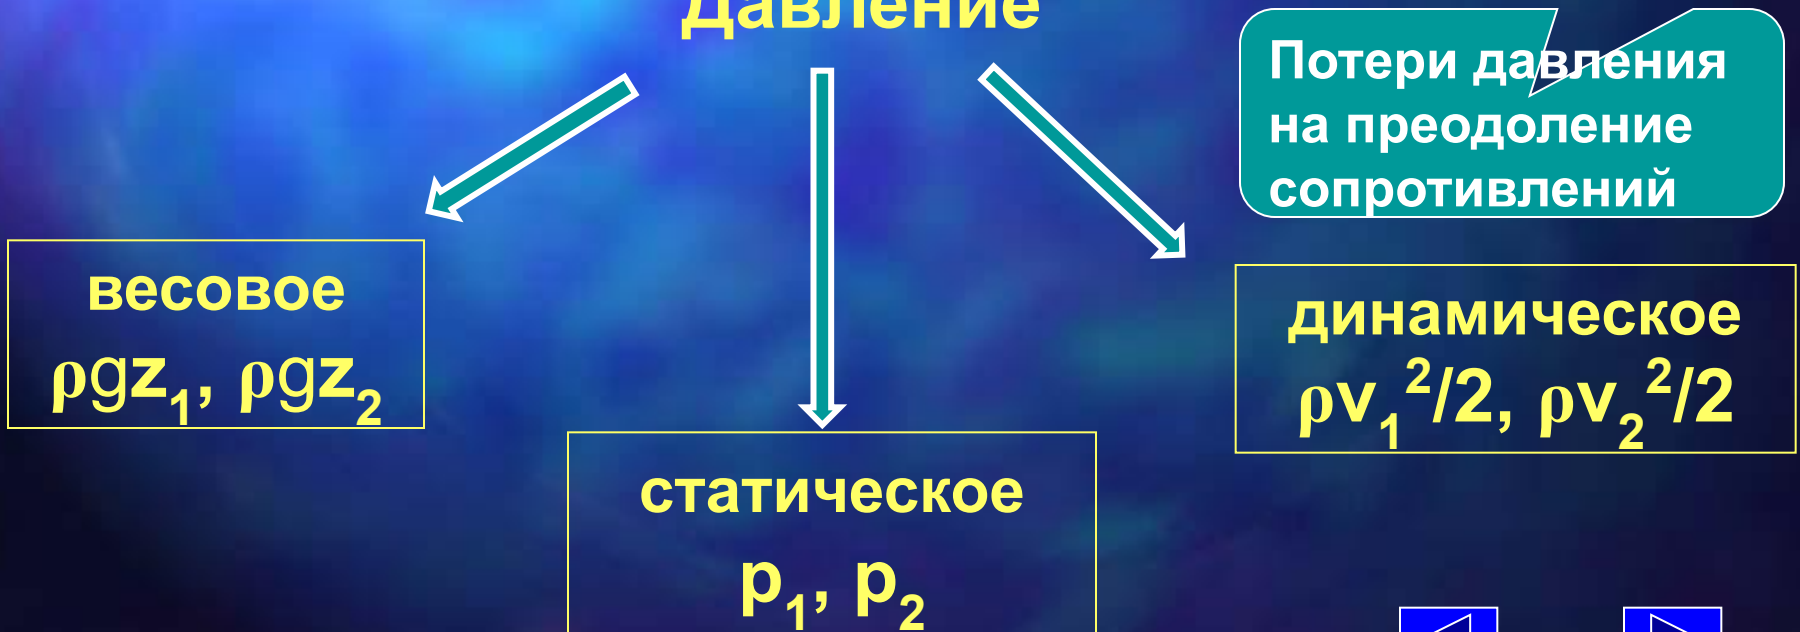 Давление
Потери давления
на преодоление
сопротивлений
весовое
ρgz₁, ρgz₂
динамическое
ρv₁²/2, ρv₂²/2
статическое
p₁, p₂